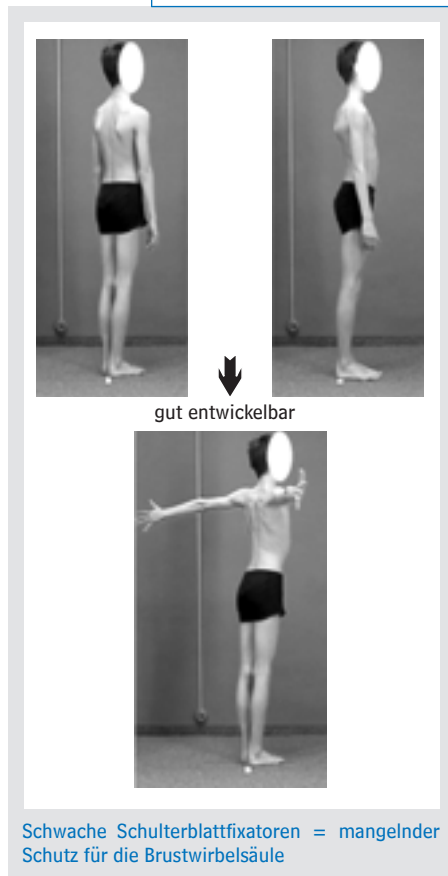 gut entwickelbar
Schwache Schulterblattfixatoren = mangelnder
Schutz für die Brustwirbelsäule